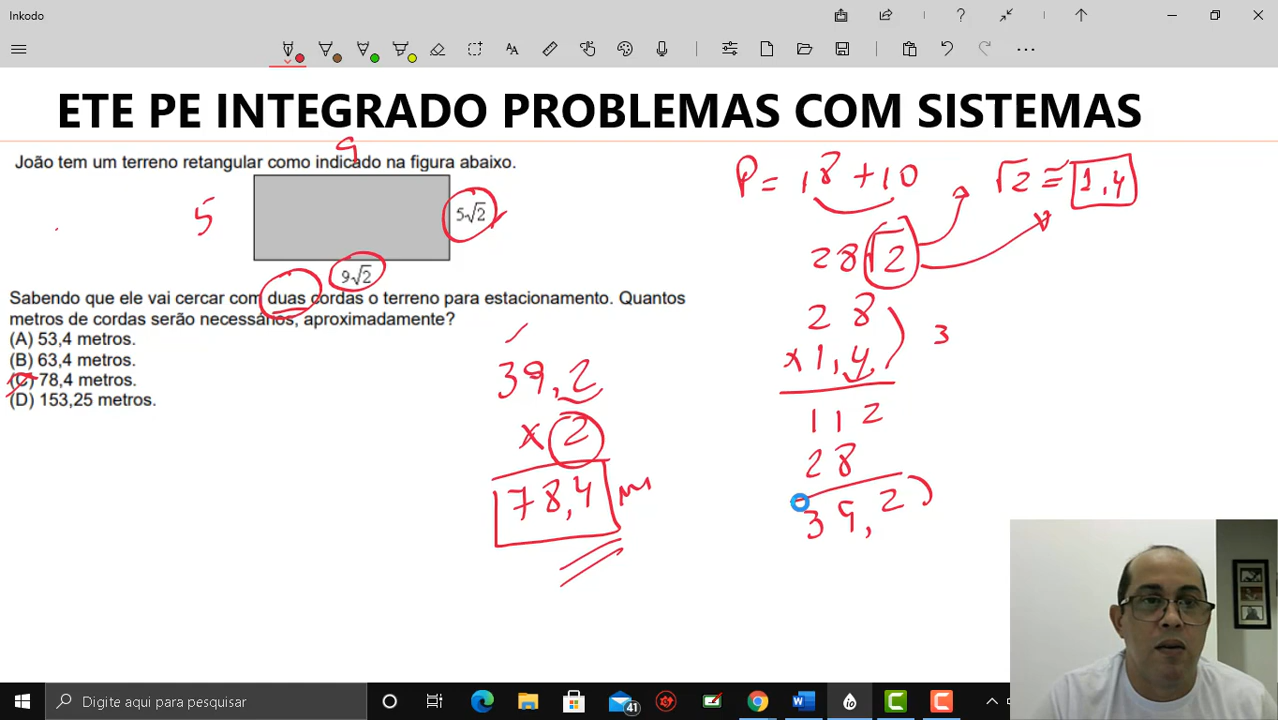 Inkodo
ETE PE INTEGRADO PROBLEMAS COM SISTEMAS
João tem um terreno retangular como indicado na figura abaixo.
9
5
5√2
9√2
Sabendo que ele vai cercar com duas cordas o terreno para estacionamento. Quantos
metros de cordas serão necessários, aproximadamente?
(A) 53,4 metros.
(B) 63,4 metros.
(C) 78,4 metros.
(D) 153,25 metros.
39,2
x 2
78,4 m
P = 18 + 10
√2 ≅ 1,4
28√2
28
x 1,4
3
112
28
39,2
Digite aqui para pesquisar
41